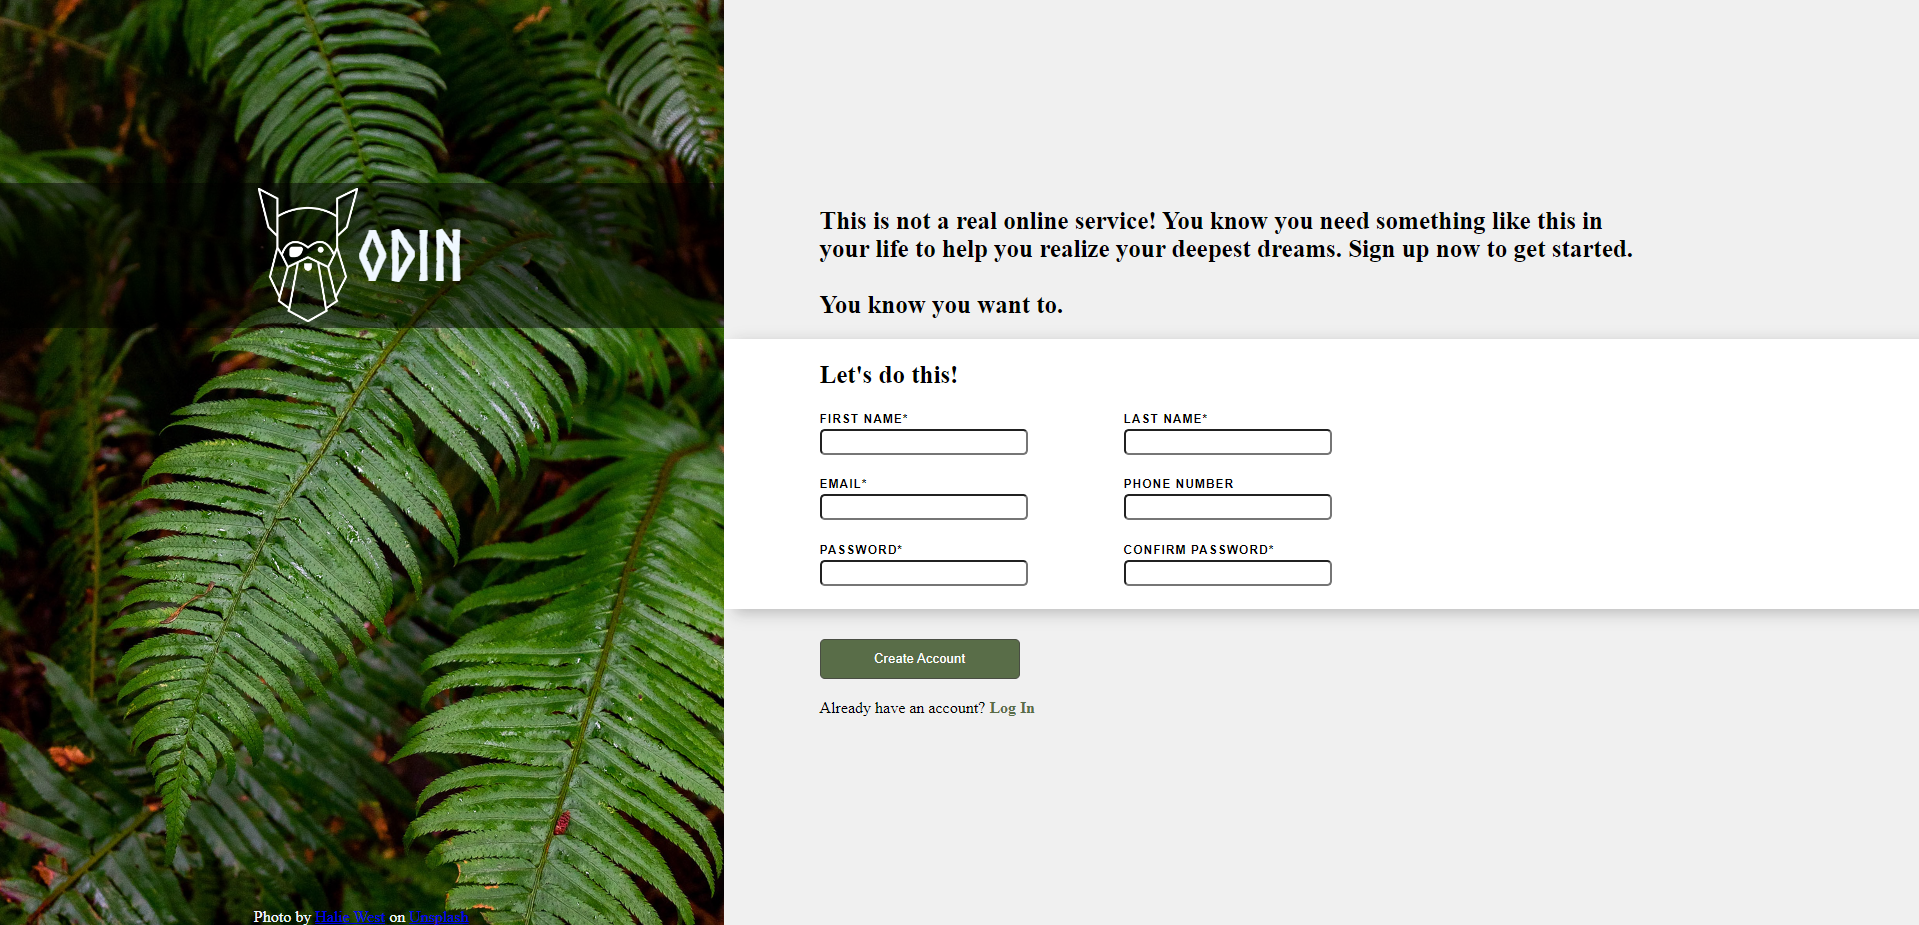 ODIN
This is not a real online service! You know you need something like this in
your life to help you realize your deepest dreams. Sign up now to get started.
You know you want to.
Let's do this!
FIRST NAME*
LAST NAME*
EMAIL*
PHONE NUMBER
PASSWORD*
CONFIRM PASSWORD*
Create Account
Already have an account? Log In
Photo by Halie West on Unsplash